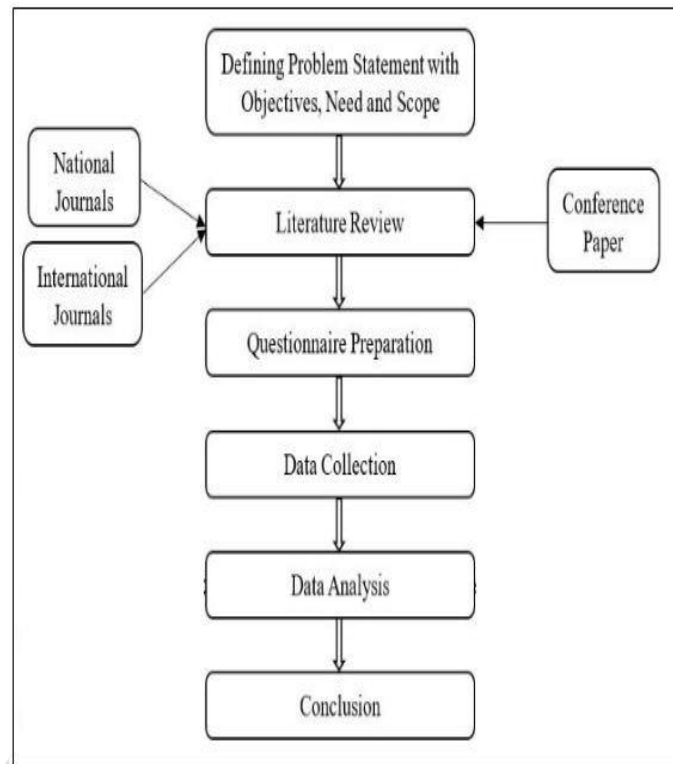 Defining Problem Statement with
Objectives, Need and Scope
National
Journals
Literature Review
Conference
Paper
International
Journals
Questionnaire Preparation
Data Collection
Data Analysis
Conclusion